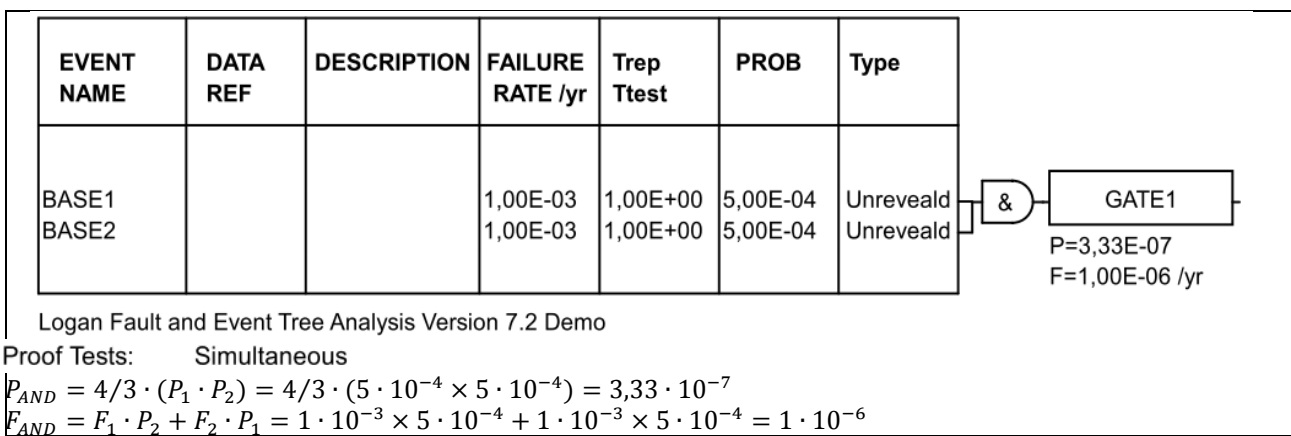 EVENT NAME DATA REF DESCRIPTION FAILURE RATE /yr Trep Ttest PROB Type
BASE1 1,00E-03 1,00E+00 5,00E-04 Unreveald
BASE2 1,00E-03 1,00E+00 5,00E-04 Unreveald
& GATE1
P=3,33E-07
F=1,00E-06 /yr
Logan Fault and Event Tree Analysis Version 7.2 Demo
Proof Tests: Simultaneous
P_AND = 4/3 · (P_1 · P_2) = 4/3 · (5 · 10^−4 × 5 · 10^−4) = 3,33 · 10^−7
F_AND = F_1 · P_2 + F_2 · P_1 = 1 · 10^−3 × 5 · 10^−4 + 1 · 10^−3 × 5 · 10^−4 = 1 · 10^−6